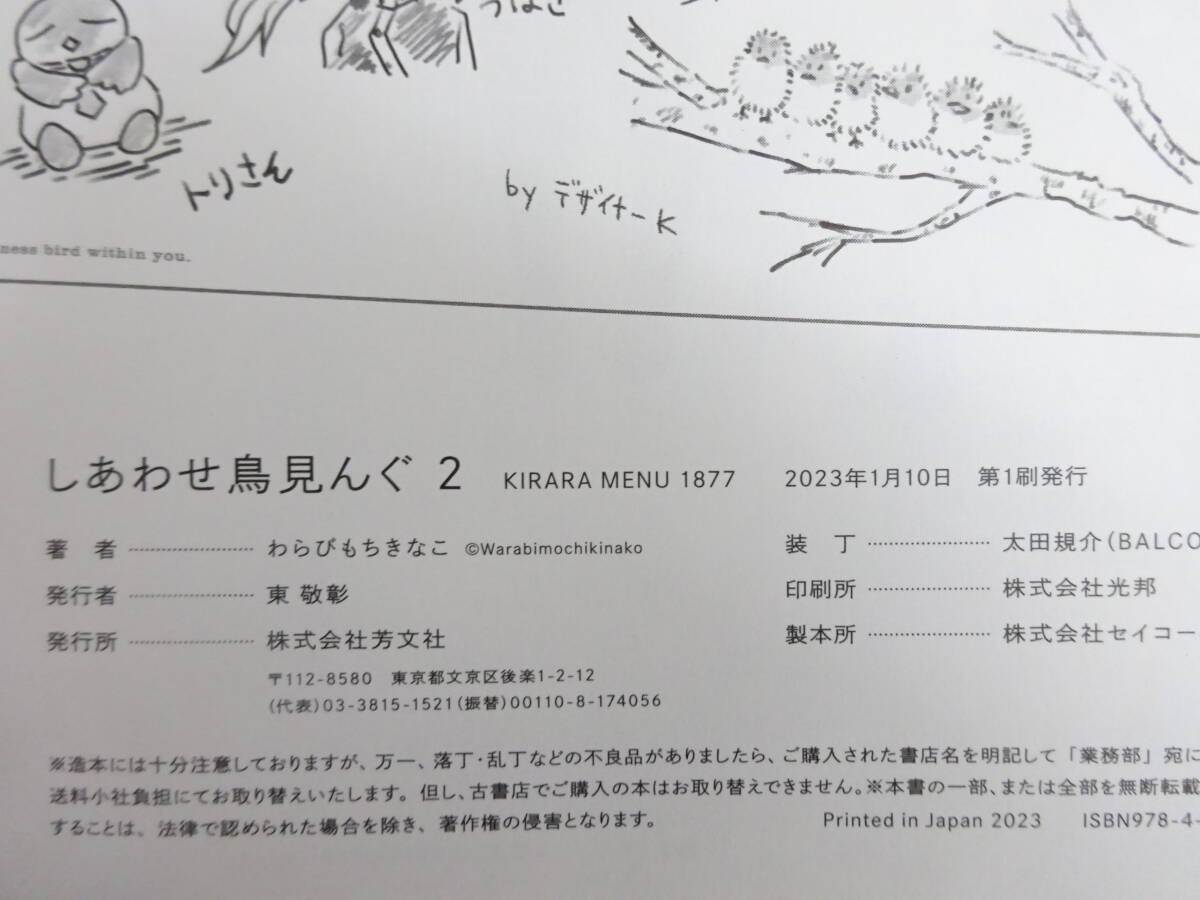 うはこ
トリさん
by デザイナーK
ness bird within you.
しあわせ鳥見んぐ 2 KIRARA MENU 1877 2023年1月10日 第1刷発行
著 者 わらびもちきなこ ©Warabimochikinako
発行者 東 敬彰
発行所 株式会社芳文社
〒112-8580 東京都文京区後楽1-2-12
(代表)03-3815-1521(振替)00110-8-174056
装 丁 太田規介(BALCO
印刷所 株式会社光邦
製本所 株式会社セイコー
※造本には十分注意しておりますが、万一、落丁・乱丁などの不良品がありましたら、ご購入された書店名を明記して「業務部」宛に
送料小社負担にてお取り替えいたします。但し、古書店でご購入の本はお取り替えできません。※本書の一部、または全部を無断転載
することは、法律で認められた場合を除き、著作権の侵害となります。
Printed in Japan 2023 ISBN978-4-